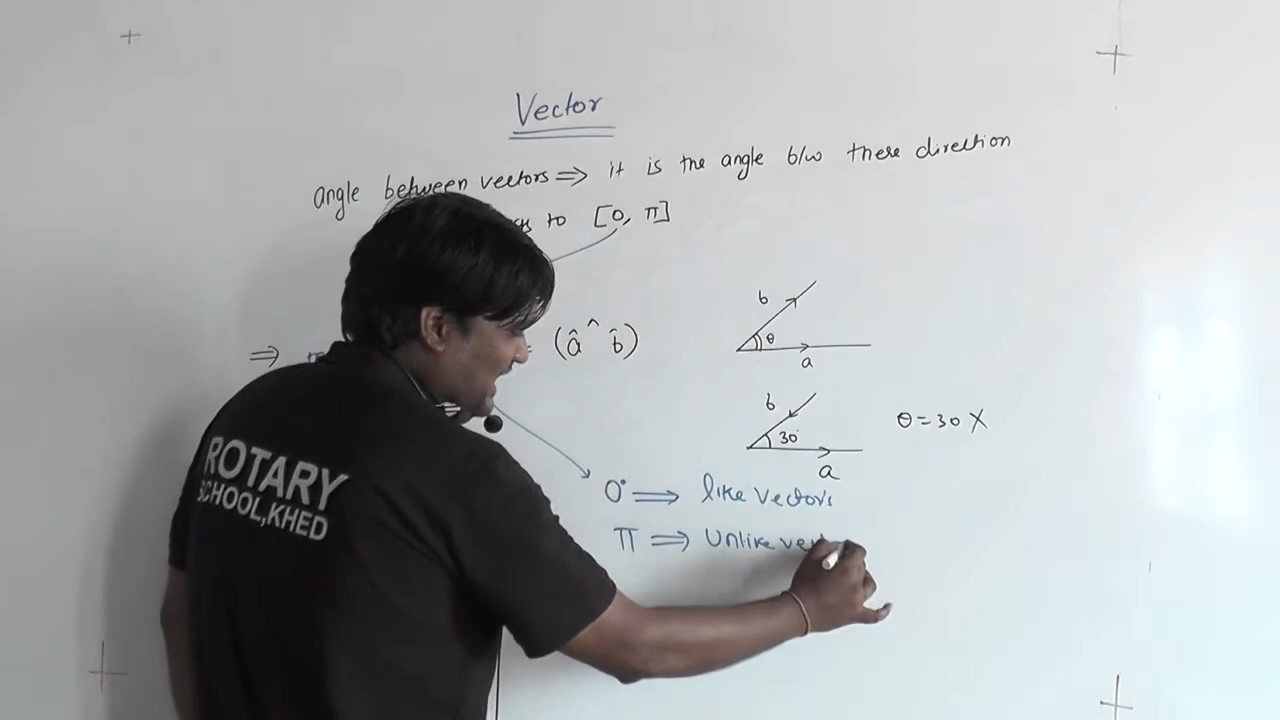 Vector
angle between vectors ⇒ it is the angle b/w there direction
to [0, π]
b
θ
a
⇒ = (â ^ b̂)
b
30°
a
θ = 30 X
0° ⇒ like vectors
π ⇒ Unlike
ROTARY
SCHOOL, KHED